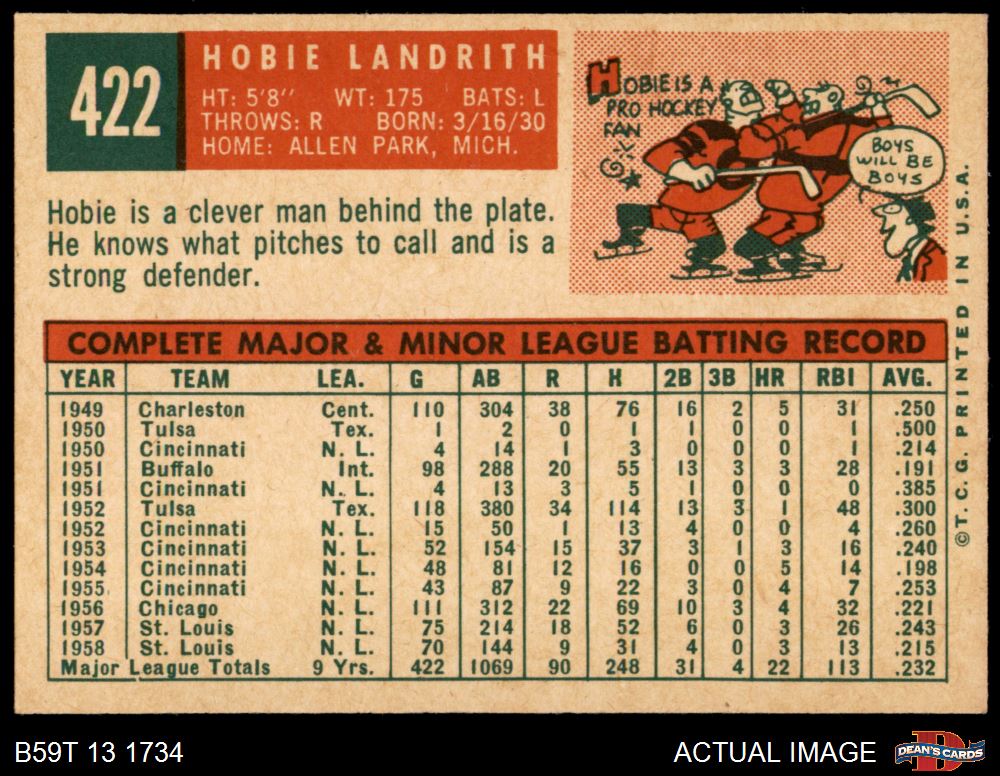 422
HOBIE LANDRITH
HT: 5'8" WT: 175 BATS: L
THROWS: R BORN: 3/16/30
HOME: ALLEN PARK, MICH.
HOBIE IS A
PRO HOCKEY
FAN
BOYS
WILL BE
BOYS
Hobie is a clever man behind the plate.
He knows what pitches to call and is a
strong defender.
COMPLETE MAJOR & MINOR LEAGUE BATTING RECORD
YEAR TEAM LEA. G AB R H 2B 3B HR RBI AVG.
1949 Charleston Cent. 110 304 38 76 16 2 5 31 .250
1950 Tulsa Tex. 1 2 0 1 1 0 0 1 .500
1950 Cincinnati N. L. 4 14 1 3 0 0 0 1 .214
1951 Buffalo Int. 98 288 20 55 13 3 3 28 .191
1951 Cincinnati N. L. 4 13 3 5 1 0 0 0 .385
1952 Tulsa Tex. 118 380 34 114 13 3 1 48 .300
1952 Cincinnati N. L. 15 50 1 13 4 0 0 4 .260
1953 Cincinnati N. L. 52 154 15 37 3 1 3 16 .240
1954 Cincinnati N. L. 48 81 12 16 0 0 5 14 .198
1955 Cincinnati N. L. 43 87 9 22 3 0 4 7 .253
1956 Chicago N. L. 111 312 22 69 10 3 4 32 .221
1957 St. Louis N. L. 75 214 18 52 6 0 3 26 .243
1958 St. Louis N. L. 70 144 9 31 4 0 3 13 .215
Major League Totals 9 Yrs. 422 1069 90 248 31 4 22 113 .232
©T. C. G. PRINTED IN U.S.A.
B59T 13 1734
ACTUAL IMAGE
DEAN'S CARDS